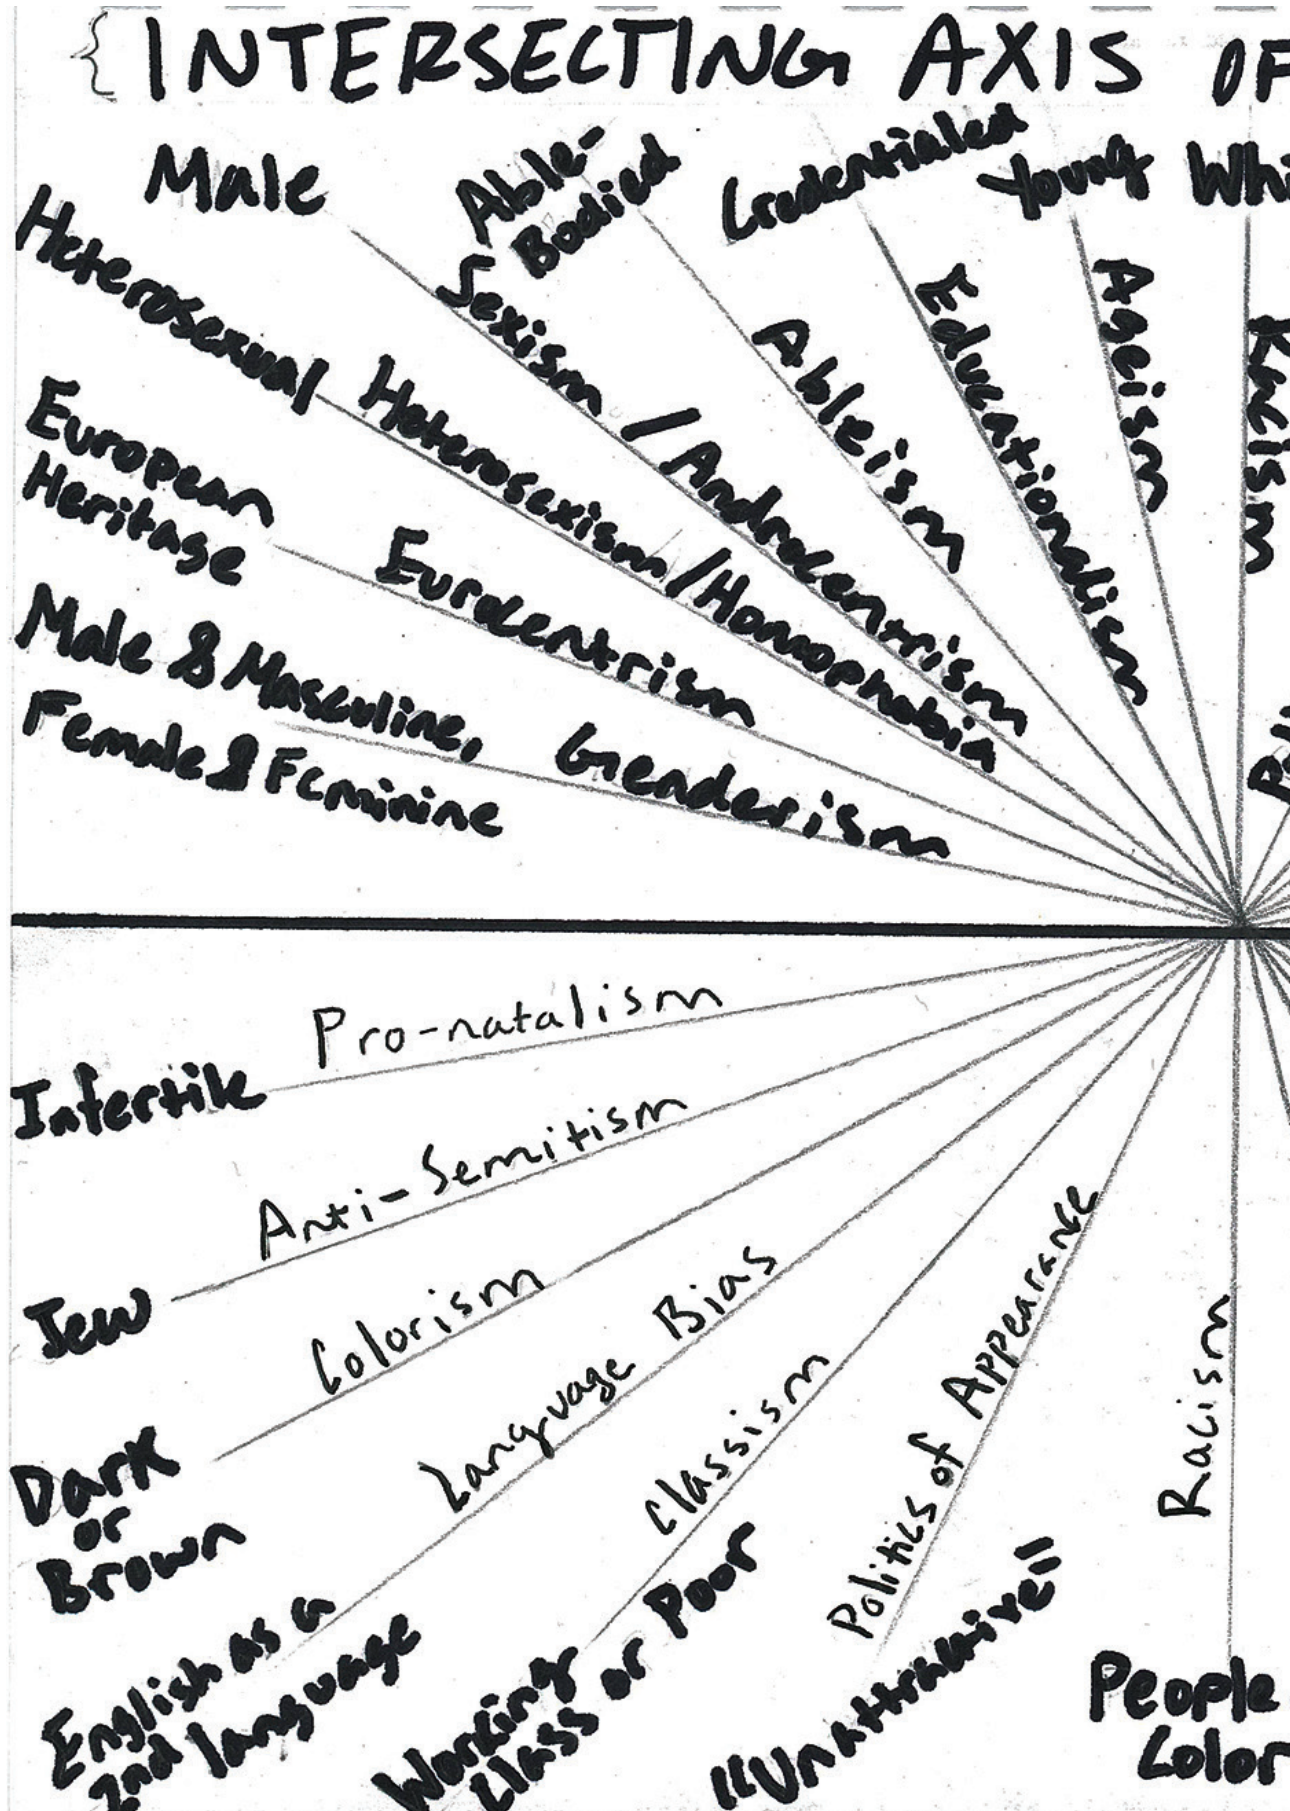 { INTERSECTING AXIS OF
Male
Able-
Bodied
Credentialed
Young
Whi
Heterosexual
Sexism / Androcentrism
Ableism
Educationalism
Ageism
Racism
Heterosexism/Homophobia
European
Heritage
Eurocentrism
Male & Masculine,
Female & Feminine
Genderism
Pro-natalism
Infertile
Anti-Semitism
Jew
Colorism
Dark
or
Brown
Language Bias
English as a
2nd language
Classism
Working
Class or Poor
Politics of Appearance
"Unattractive"
Racism
People
Color